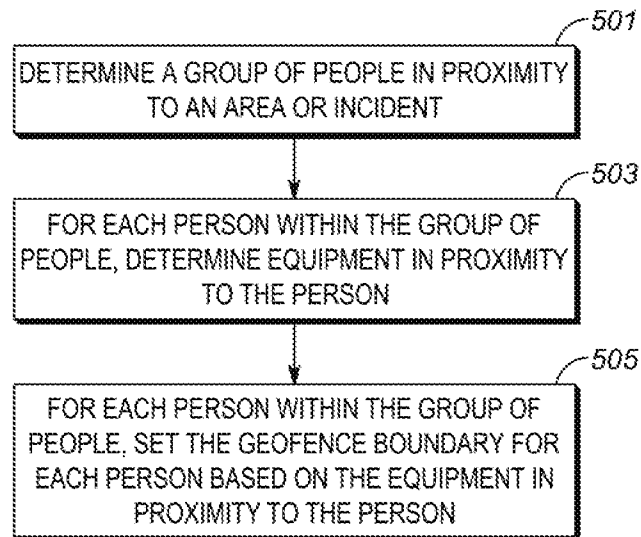 501
DETERMINE A GROUP OF PEOPLE IN PROXIMITY
TO AN AREA OR INCIDENT
503
FOR EACH PERSON WITHIN THE GROUP OF
PEOPLE, DETERMINE EQUIPMENT IN PROXIMITY
TO THE PERSON
505
FOR EACH PERSON WITHIN THE GROUP OF
PEOPLE, SET THE GEOFENCE BOUNDARY FOR
EACH PERSON BASED ON THE EQUIPMENT IN
PROXIMITY TO THE PERSON